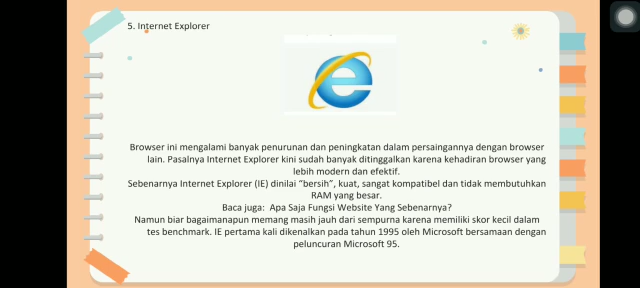 5. Internet Explorer
Browser ini mengalami banyak penurunan dan peningkatan dalam persaingannya dengan browser
lain. Pasalnya Internet Explorer kini sudah banyak ditinggalkan karena kehadiran browser yang
lebih modern dan efektif.
Sebenarnya Internet Explorer (IE) dinilai “bersih”, kuat, sangat kompatibel dan tidak membutuhkan
RAM yang besar.
Baca juga:  Apa Saja Fungsi Website Yang Sebenarnya?
Namun biar bagaimanapun memang masih jauh dari sempurna karena memiliki skor kecil dalam
tes benchmark. IE pertama kali dikenalkan pada tahun 1995 oleh Microsoft bersamaan dengan
peluncuran Microsoft 95.